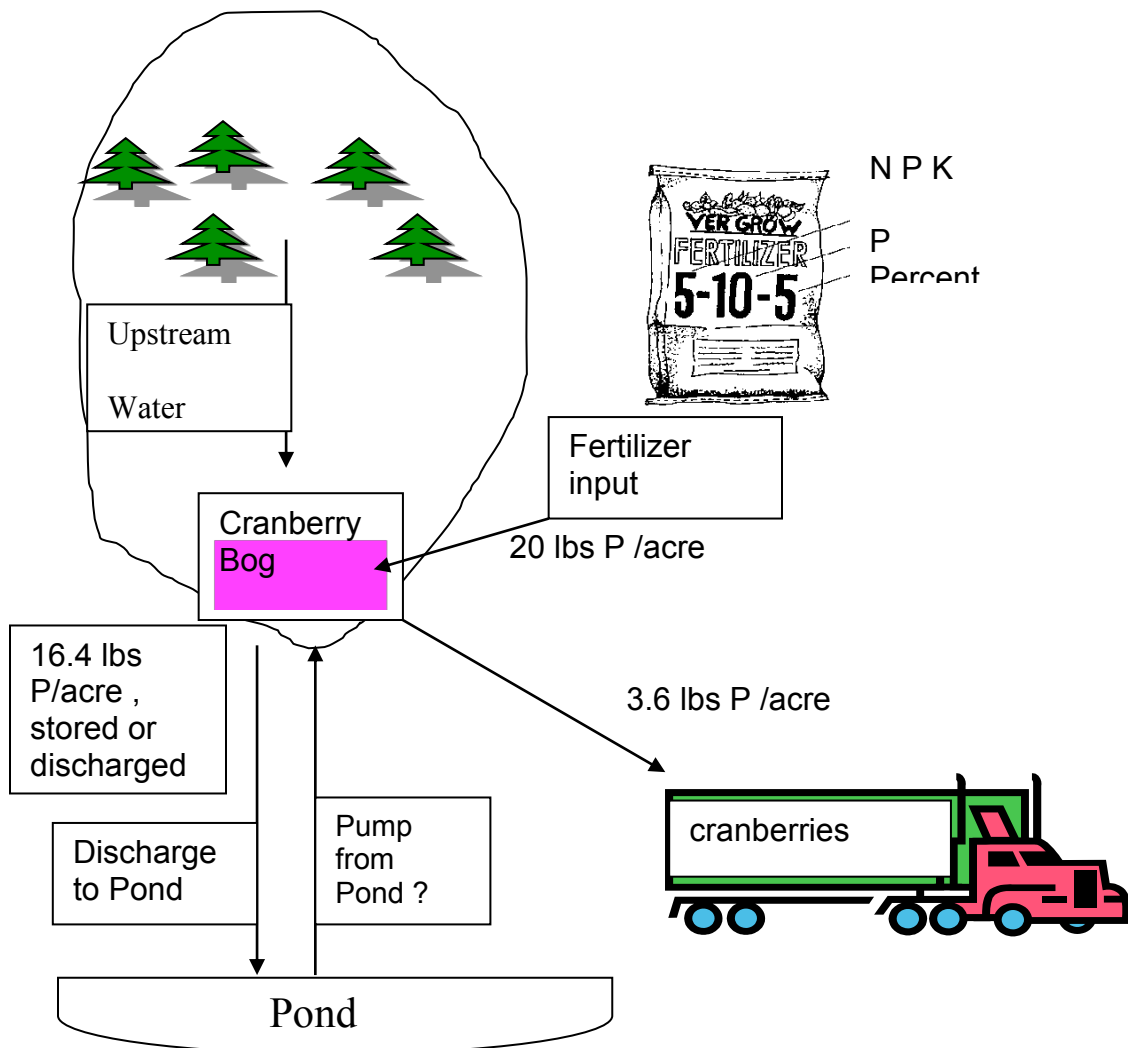 N P K
VER GROW
FERTILIZER
5-10-5
P
Percent
Upstream
Water
Fertilizer
input
Cranberry
Bog
20 lbs P /acre
16.4 lbs
P/acre ,
stored or
discharged
3.6 lbs P /acre
Discharge
to Pond
Pump
from
Pond ?
cranberries
Pond